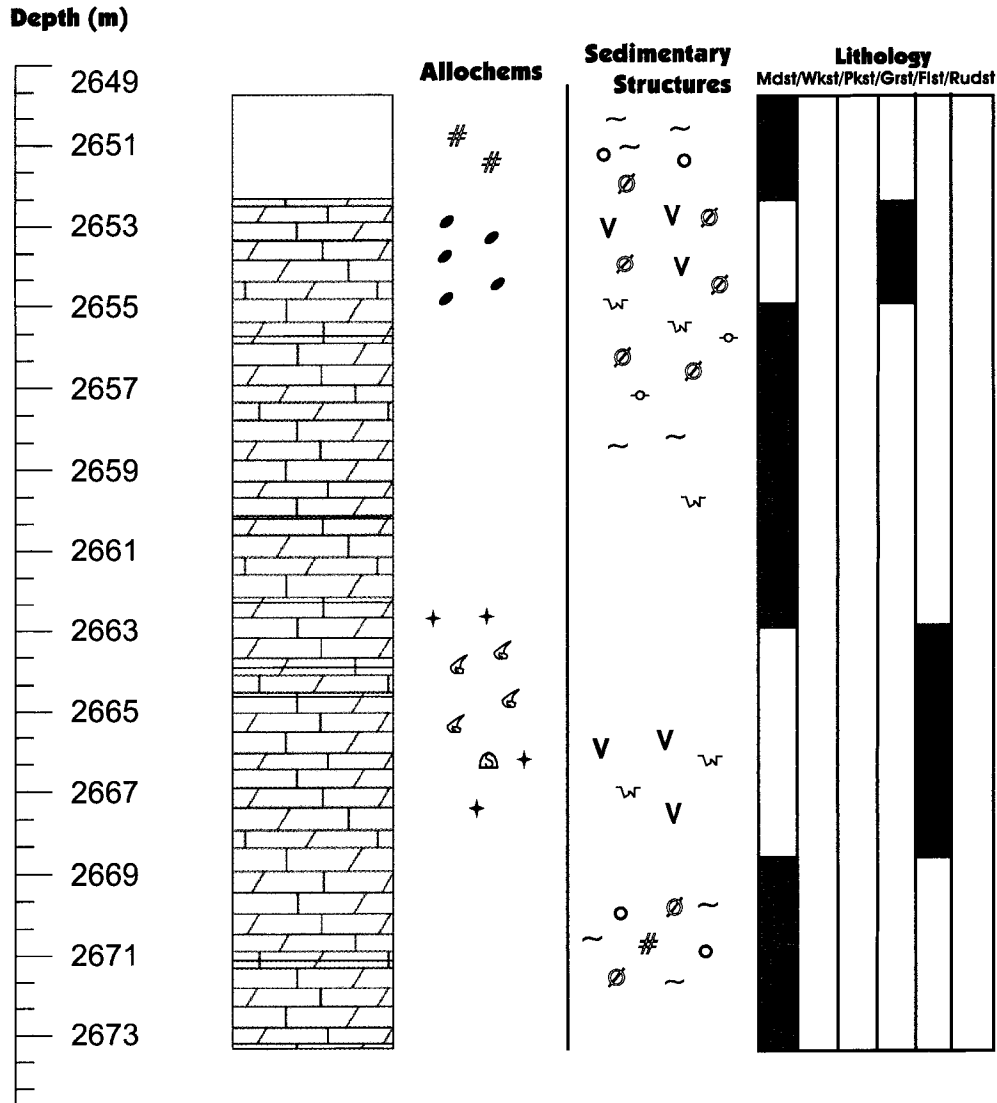 Depth (m)
Allochems
Sedimentary
Structures
Lithology
Mdst/Wkst/Pkst/Grst/Flst/Rudst
2649
2651
2653
2655
2657
2659
2661
2663
2665
2667
2669
2671
2673